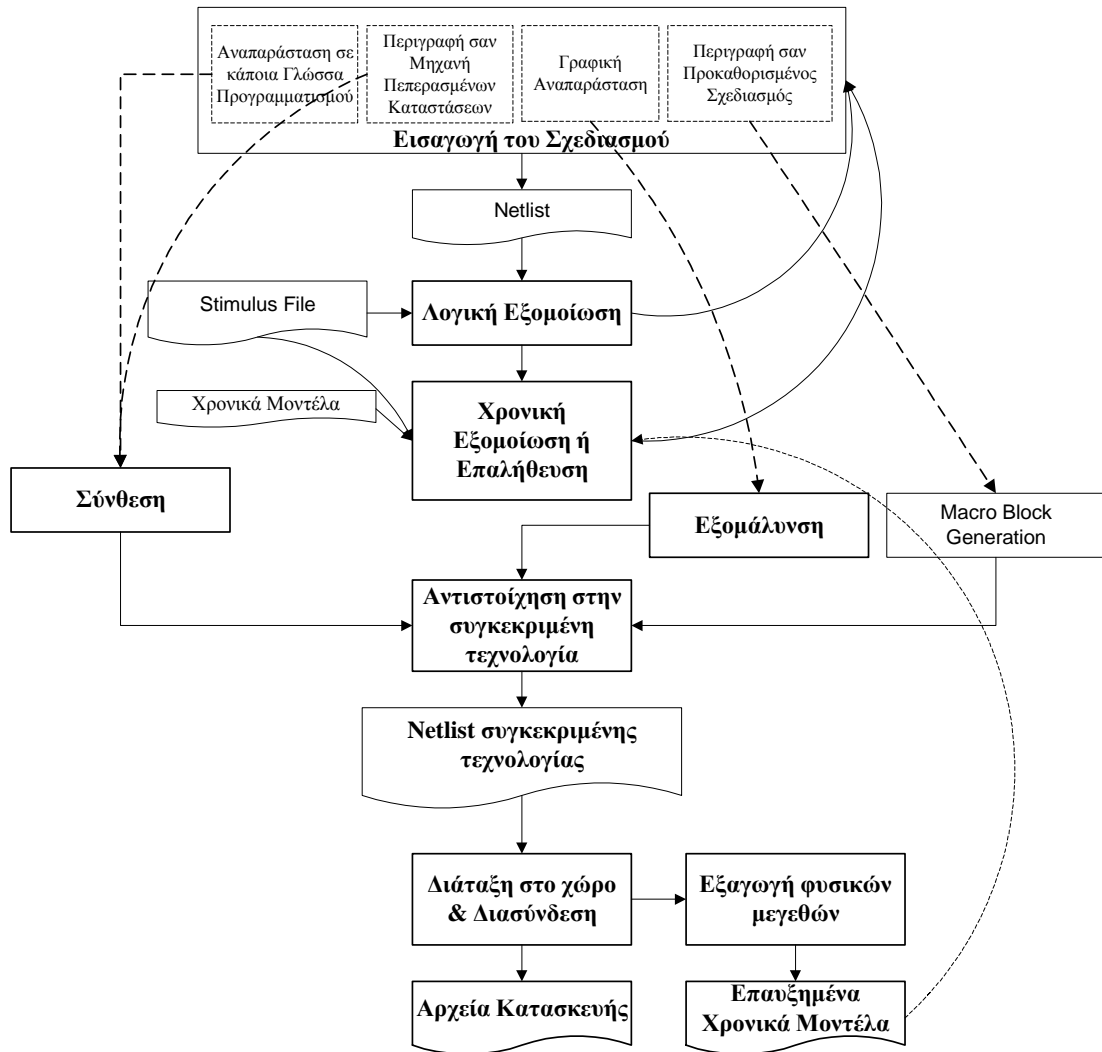 Αναπαράσταση σε
κάποια Γλώσσα
Προγραμματισμού
Περιγραφή σαν
Μηχανή
Πεπερασμένων
Καταστάσεων
Γραφική
Αναπαράσταση
Περιγραφή σαν
Προκαθορισμένος
Σχεδιασμός
Εισαγωγή του Σχεδιασμού
Netlist
Stimulus File
Λογική Εξομοίωση
Χρονικά Μοντέλα
Χρονική
Εξομοίωση ή
Επαλήθευση
Σύνθεση
Εξομάλυνση
Macro Block
Generation
Αντιστοίχηση στην
συγκεκριμένη
τεχνολογία
Netlist συγκεκριμένης
τεχνολογίας
Διάταξη στο χώρο
& Διασύνδεση
Εξαγωγή φυσικών
μεγεθών
Αρχεία Κατασκευής
Επαυξημένα
Χρονικά Μοντέλα